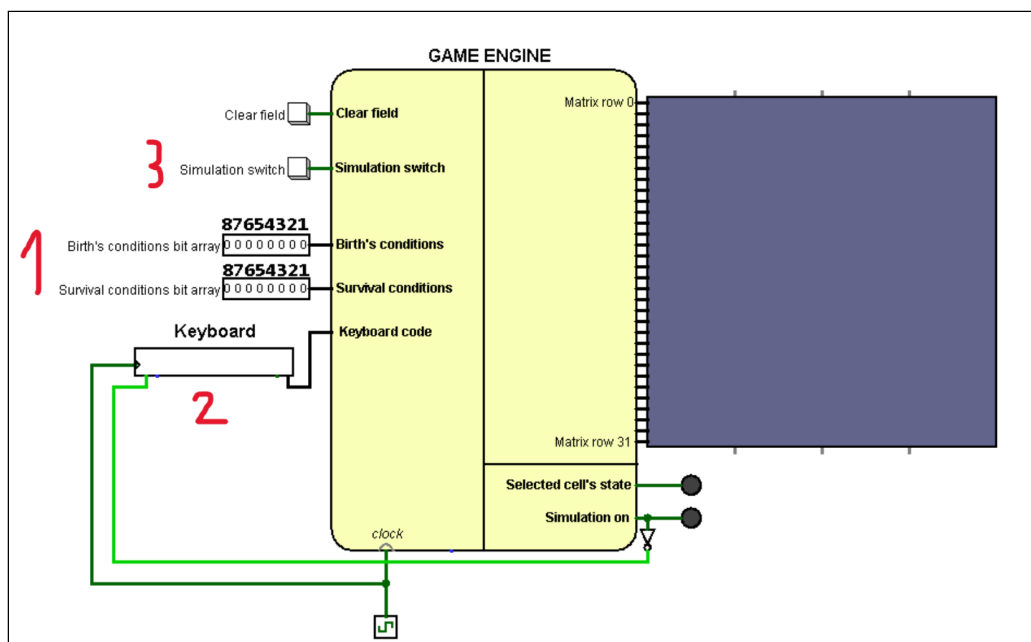 GAME ENGINE
Clear field
Clear field
Matrix row 0
3
Simulation switch
Simulation switch
87654321
1
Birth's conditions bit array
00000000
Birth's conditions
87654321
Survival conditions bit array
00000000
Survival conditions
Keyboard
Keyboard code
2
Matrix row 31
Selected cell's state
Simulation on
clock